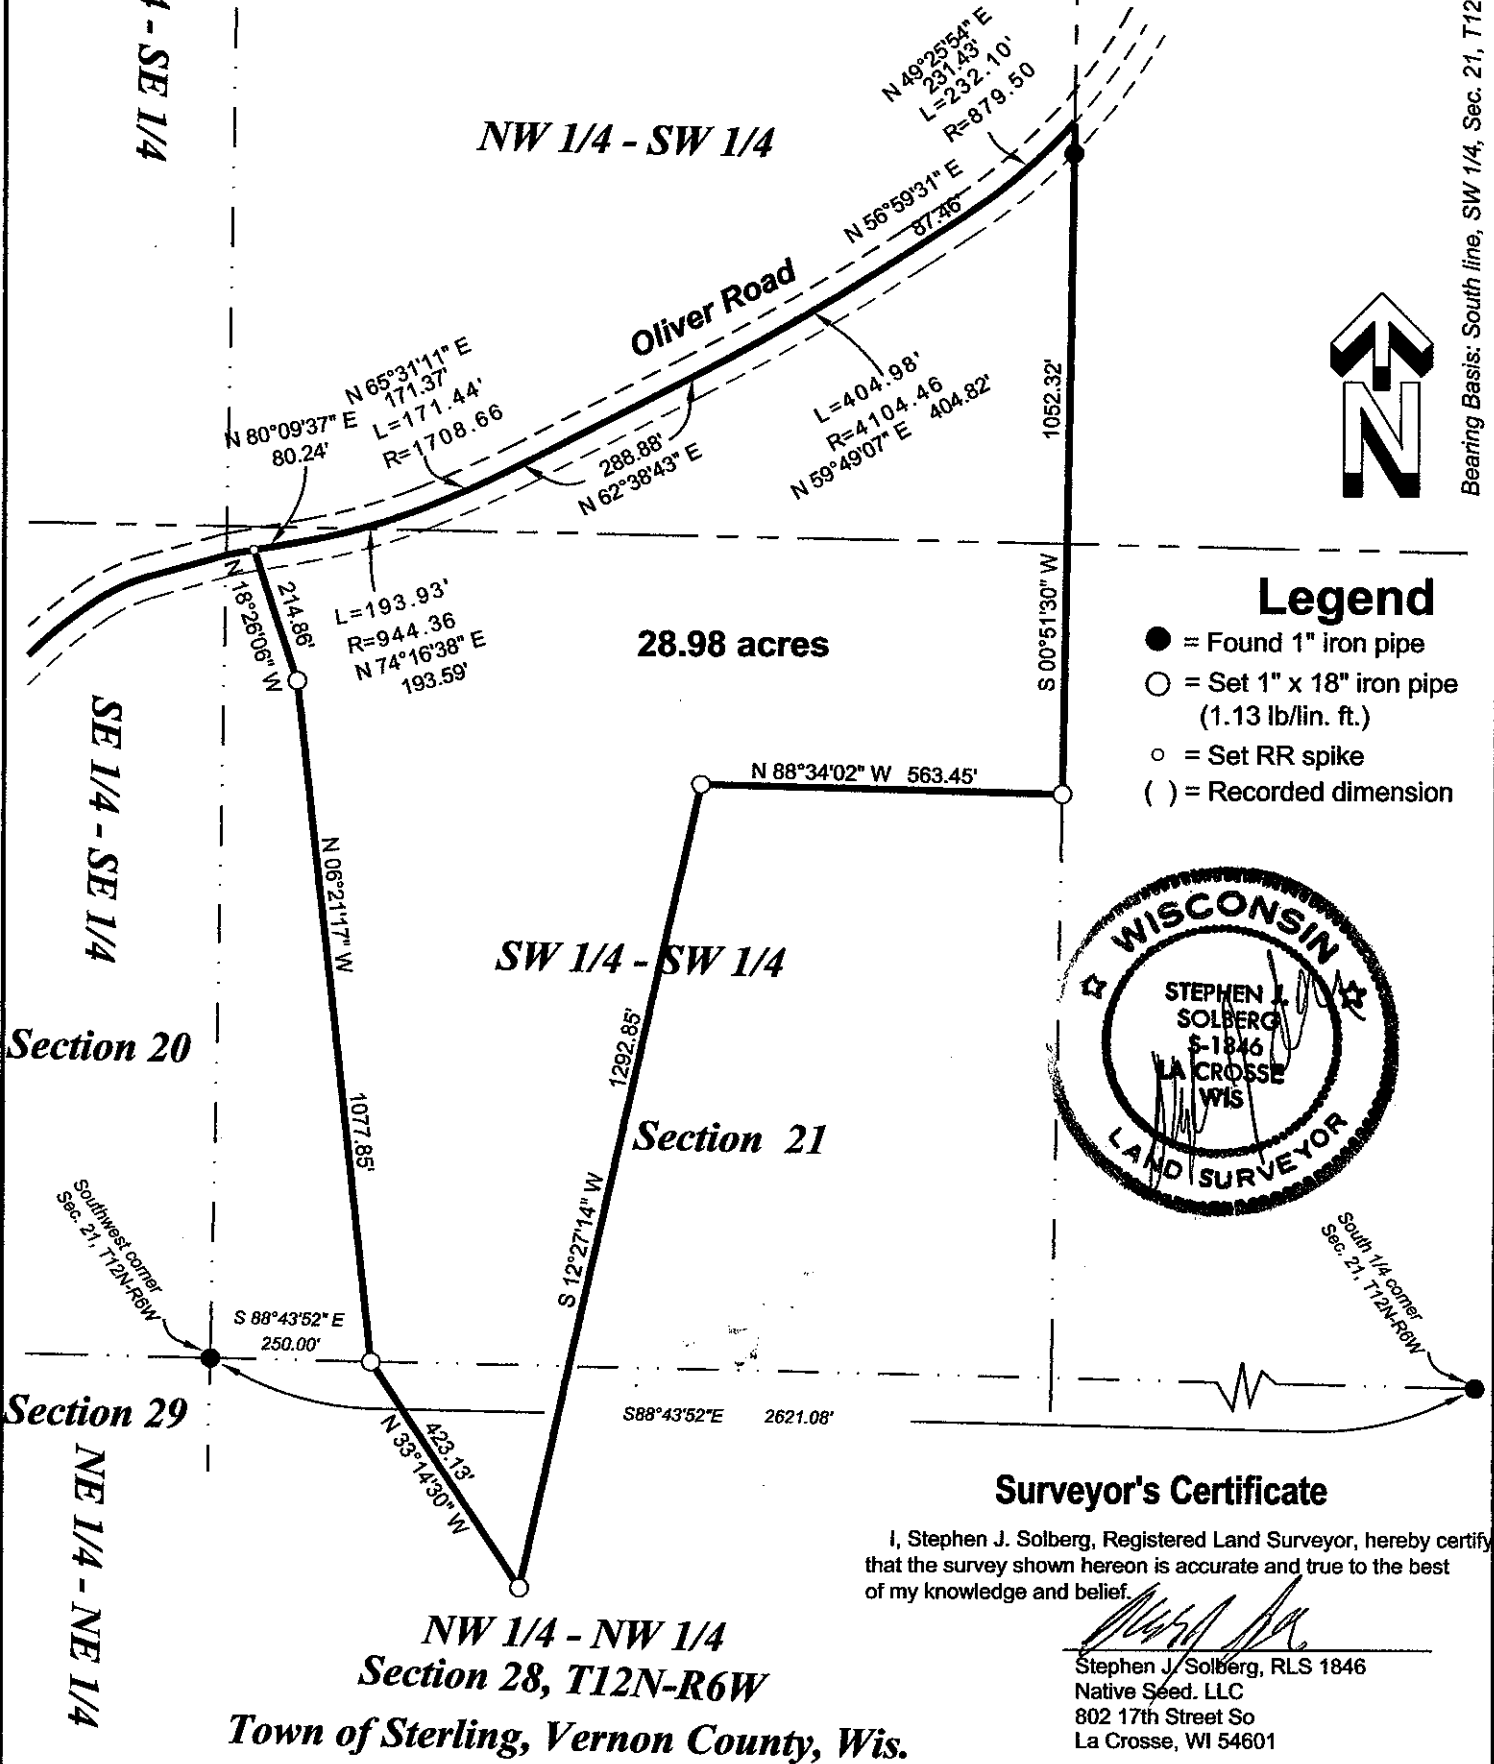 - SE 1/4
NW 1/4 - SW 1/4
N 49°25'54" E
231.43'
L=232.10'
R=879.50
Bearing Basis: South line, SW 1/4, Sec. 21, T12
N 56°59'31" E
87.46'
Oliver Road
N 65°31'11" E
171.37'
L=171.44'
R=1708.66
N 80°09'37" E
80.24'
288.88'
N 62°38'43" E
L=404.98'
R=4104.46
N 59°49'07" E 404.82'
1052.32'
S 00°51'30" W
N
214.86'
N 18°26'06" W
L=193.93'
R=944.36
N 74°16'38" E
193.59'
28.98 acres
Legend
= Found 1" iron pipe
= Set 1" x 18" iron pipe
(1.13 lb/lin. ft.)
= Set RR spike
( ) = Recorded dimension
SE 1/4 - SE 1/4
N 88°34'02" W 563.45'
N 06°21'17" W
1077.85'
SW 1/4 - SW 1/4
1292.85'
S 12°27'14" W
WISCONSIN
STEPHEN J.
SOLBERG
S-1846
LA CROSSE
WIS
LAND SURVEYOR
Section 20
Section 21
Southwest corner
Sec. 21, T12N-R6W
S 88°43'52" E
250.00'
South 1/4 corner
Sec. 21, T12N-R6W
Section 29
S88°43'52"E 2621.08'
423.13'
N 33°14'30" W
NE 1/4 - NE 1/4
Surveyor's Certificate
I, Stephen J. Solberg, Registered Land Surveyor, hereby certify
that the survey shown hereon is accurate and true to the best
of my knowledge and belief.
Stephen J. Solberg, RLS 1846
Native Seed. LLC
802 17th Street So
La Crosse, WI 54601
NW 1/4 - NW 1/4
Section 28, T12N-R6W
Town of Sterling, Vernon County, Wis.